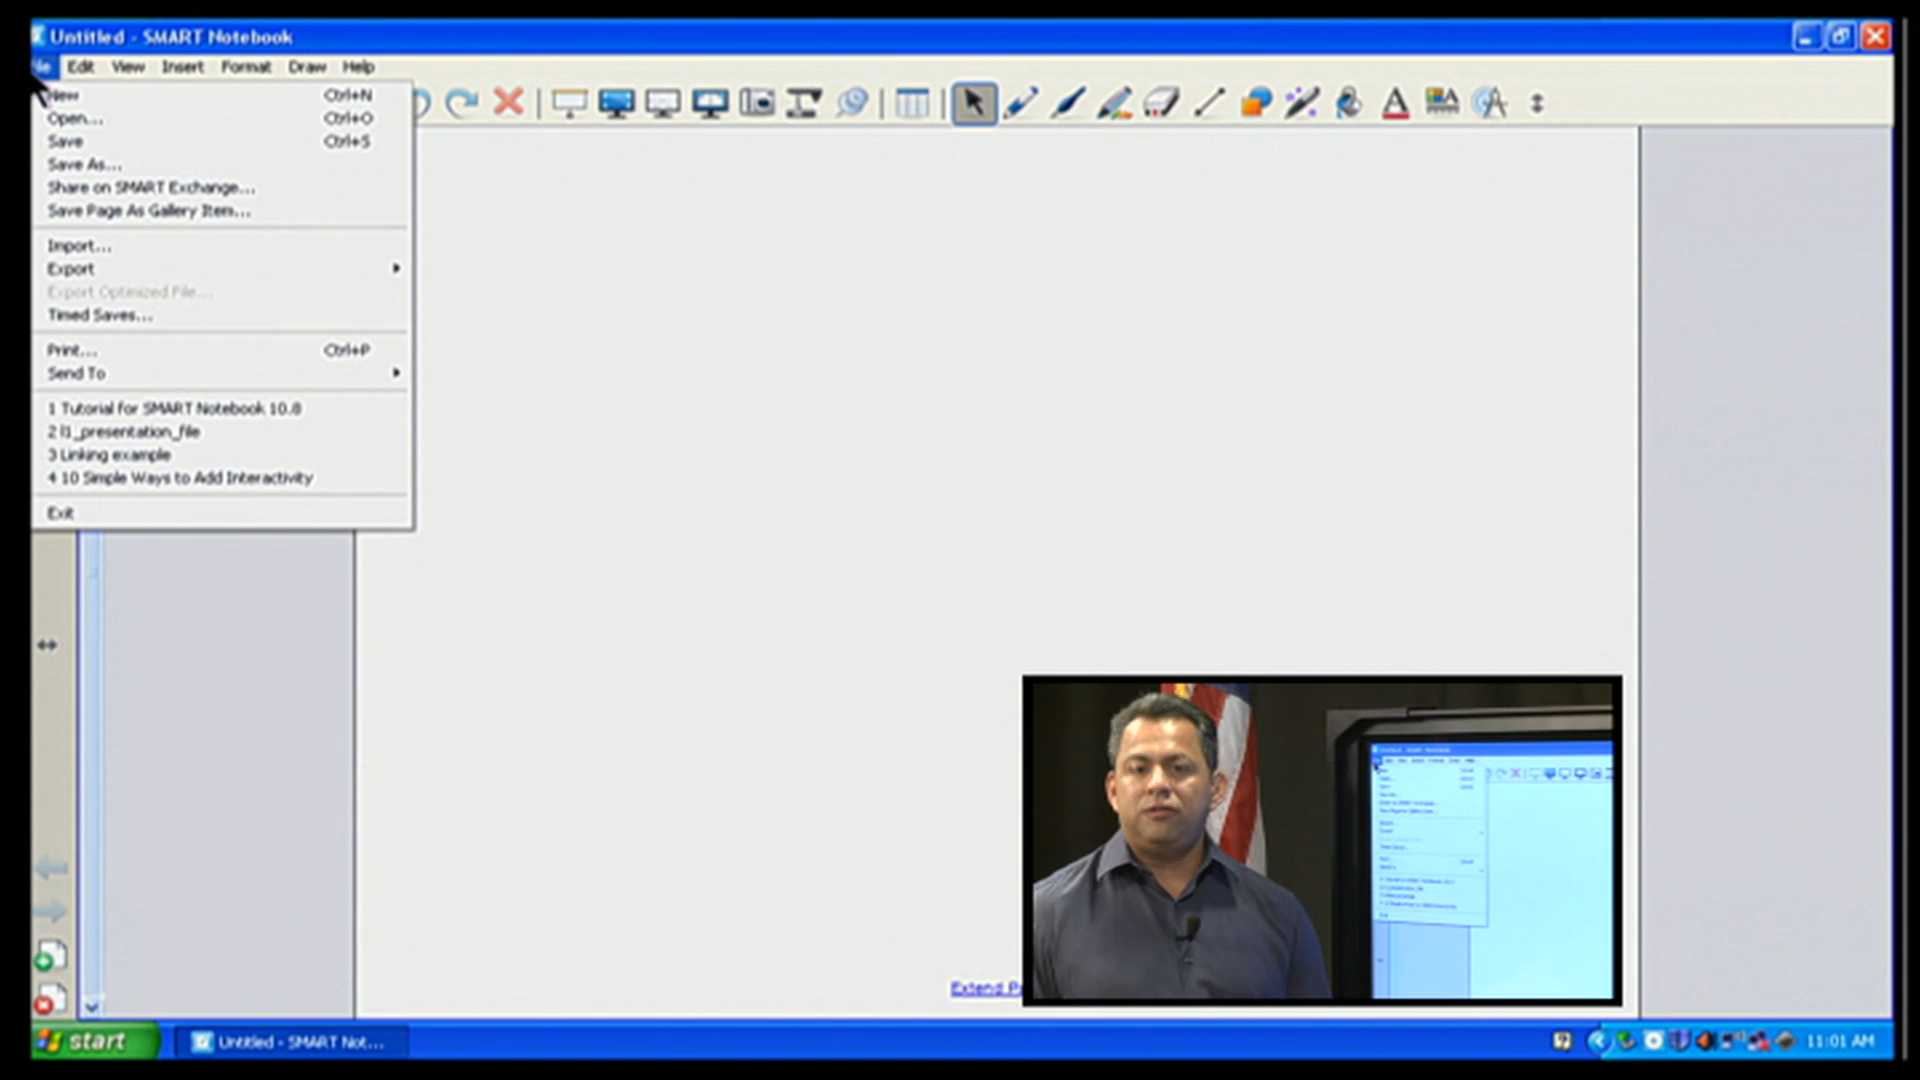 Untitled - SMART Notebook
Edit View Insert Format Draw Help
New Ctrl+N
Open... Ctrl+O
Save Ctrl+S
Save As...
Share on SMART Exchange...
Save Page As Gallery Item...
Import...
Export
Export Optimized File...
Timed Saves...
Print... Ctrl+P
Send To
1 Tutorial for SMART Notebook 10.8
2 l1_presentation_file
3 Linking example
4 10 Simple Ways to Add Interactivity
Exit
Extend
start
Untitled - SMART Not...
11:01 AM